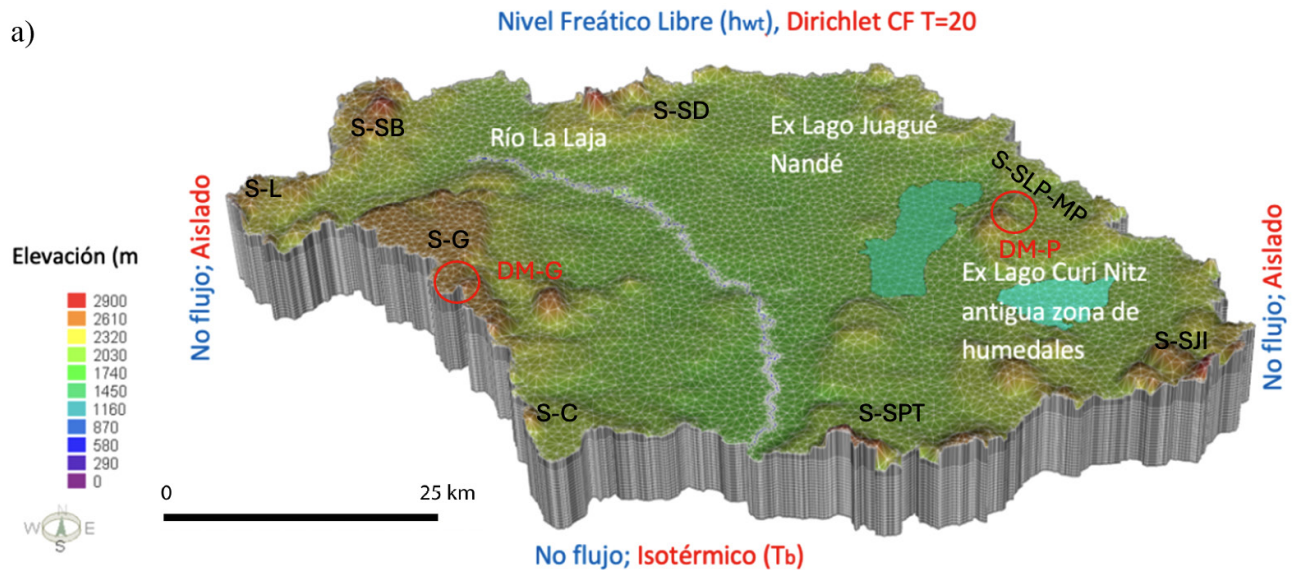 a)
Nivel Freático Libre (hwt), Dirichlet CF T=20
S-SB
S-SD
Río La Laja
Ex Lago Juagué
Nandé
S-L
S-SLP-MP
S-G
DM-G
DM-P
No flujo; Aislado
Ex Lago Curi Nitz
antigua zona de
humedales
No flujo; Aislado
S-SJI
S-C
S-SPT
Elevación (m
2900
2610
2320
2030
1740
1450
1160
870
580
290
0
0 25 km
N
W E
S
No flujo; Isotérmico (Tb)